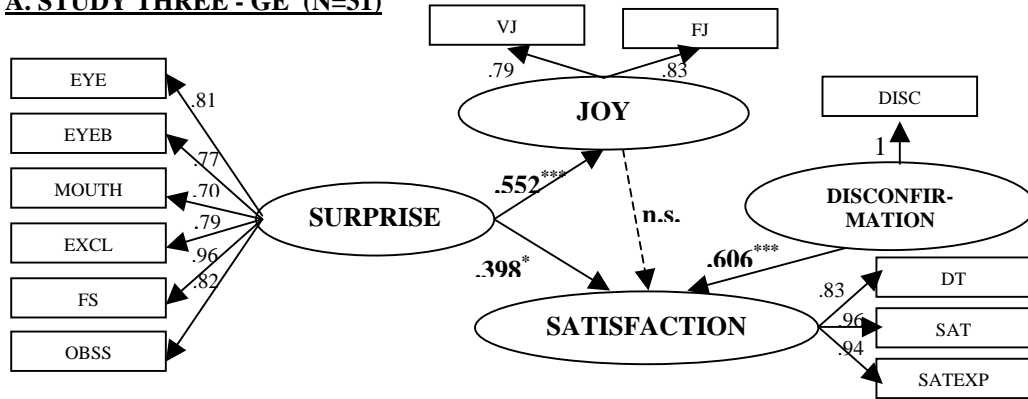 A. STUDY THREE - GE (N=31)
VJ
FJ
.79
.83
JOY
EYE
EYEB
MOUTH
EXCL
FS
OBSS
.81
.77
.70
.79
.96
.82
SURPRISE
.552***
.398*
n.s.
DISC
1
DISCONFIR-
MATION
.606***
SATISFACTION
.83
.96
.94
DT
SAT
SATEXP